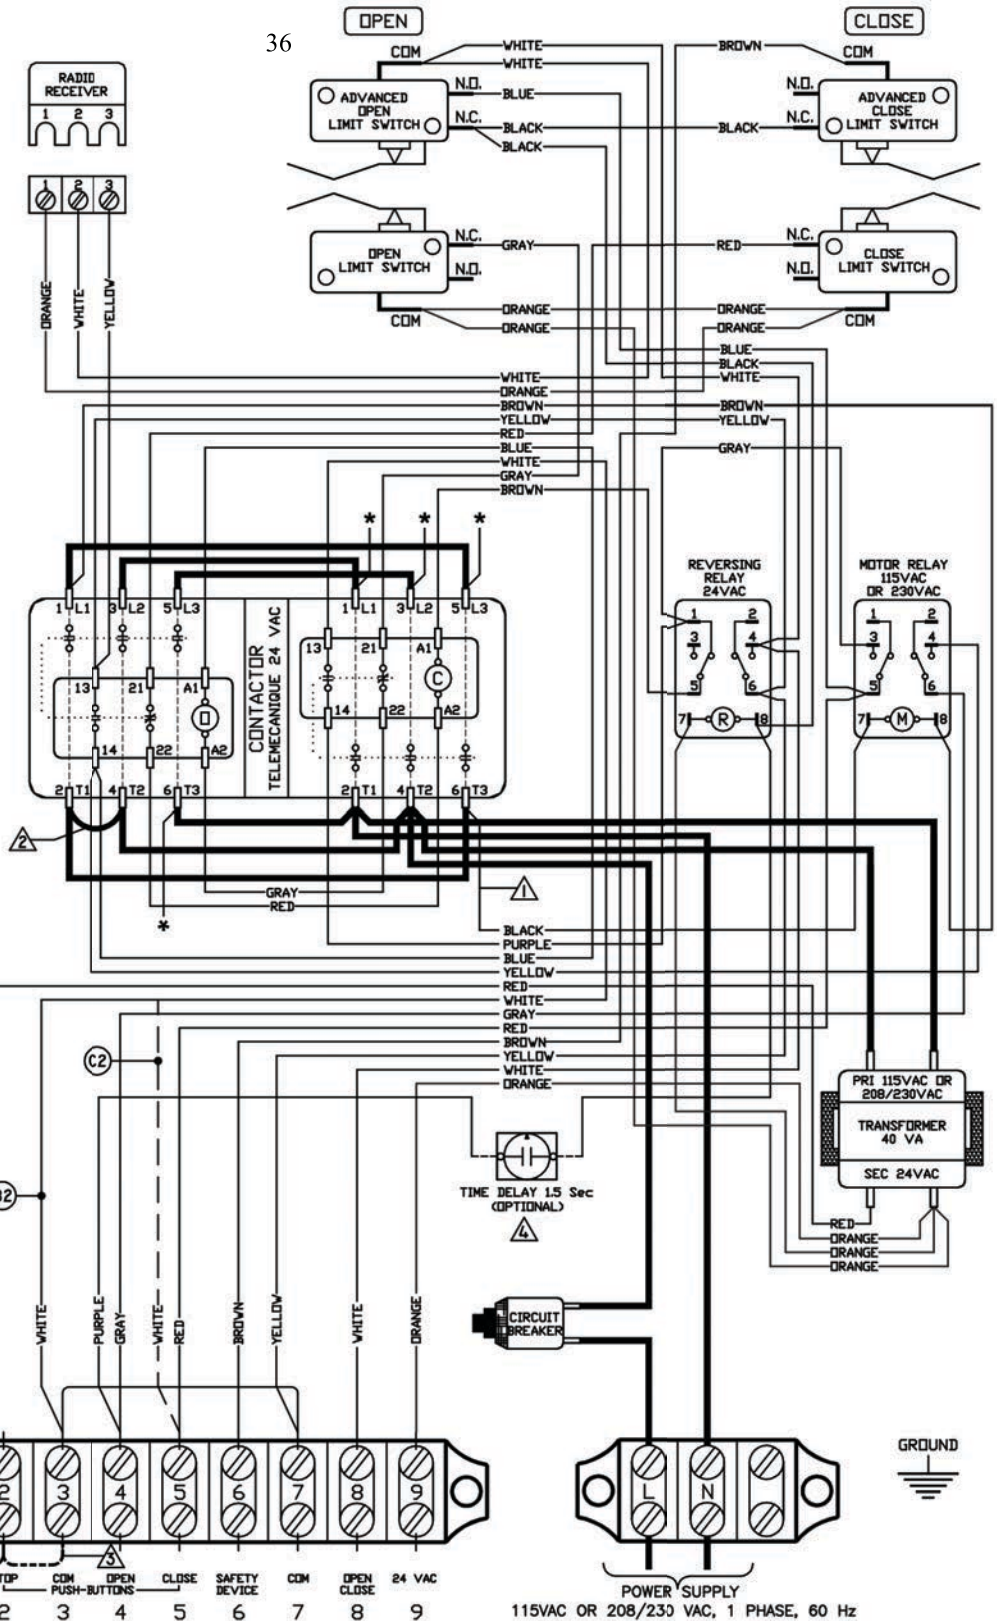 OPEN
CLOSE
36
RADIO
RECEIVER
1 2 3
1 2 3
ORANGE
WHITE
YELLOW
COM
WHITE
WHITE
BROWN
COM
ADVANCED
OPEN
LIMIT SWITCH
N.O.
BLUE
N.C.
BLACK
BLACK
BLACK
N.O.
N.C.
ADVANCED
CLOSE
LIMIT SWITCH
OPEN
LIMIT SWITCH
N.C.
GRAY
N.O.
RED
N.C.
N.O.
CLOSE
LIMIT SWITCH
COM
ORANGE
ORANGE
ORANGE
ORANGE
COM
BLUE
BLACK
WHITE
WHITE
ORANGE
BROWN
BROWN
YELLOW
YELLOW
RED
BLUE
GRAY
WHITE
GRAY
BROWN
* * *
1 L1 3 L2 5 L3
1 L1 3 L2 5 L3
13 21 A1
O
14 22 A2
CONTACTOR
TELEMECANIQUE 24 VAC
13 21 A1
C
14 22 A2
2 T1 4 T2 6 T3
2 T1 4 T2 6 T3
REVERSING
RELAY
24VAC
1 2
3 4
5 6
7 R 8
MOTOR RELAY
115VAC
OR 230VAC
1 2
3 4
5 6
7 M 8
2
1
*
GRAY
RED
BLACK
PURPLE
BLUE
YELLOW
RED
WHITE
GRAY
RED
BROWN
YELLOW
WHITE
ORANGE
C2
TIME DELAY 1.5 Sec
(OPTIONAL)
4
PRI 115VAC OR
208/230VAC
TRANSFORMER
40 VA
SEC 24VAC
RED
ORANGE
ORANGE
ORANGE
WHITE
PURPLE
GRAY
WHITE
RED
BROWN
YELLOW
WHITE
ORANGE
CIRCUIT
BREAKER
GROUND
2 3 4 5 6 7 8 9
L N
3
COM OPEN CLOSE SAFETY DEVICE COM OPEN CLOSE 24 VAC
PUSH-BUTTONS
2 3 4 5 6 7 8 9
POWER SUPPLY
115VAC OR 208/230 VAC, 1 PHASE, 60 Hz